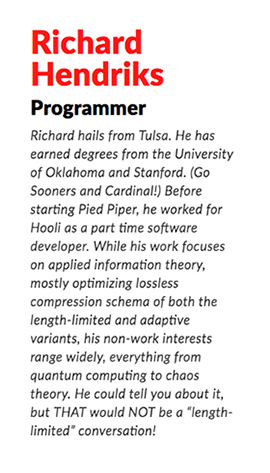 Richard
Hendriks
Programmer
Richard hails from Tulsa. He has
earned degrees from the University
of Oklahoma and Stanford. (Go
Sooners and Cardinal!) Before
starting Pied Piper, he worked for
Hooli as a part time software
developer. While his work focuses
on applied information theory,
mostly optimizing lossless
compression schema of both the
length-limited and adaptive
variants, his non-work interests
range widely, everything from
quantum computing to chaos
theory. He could tell you about it,
but THAT would NOT be a “length-
limited” conversation!